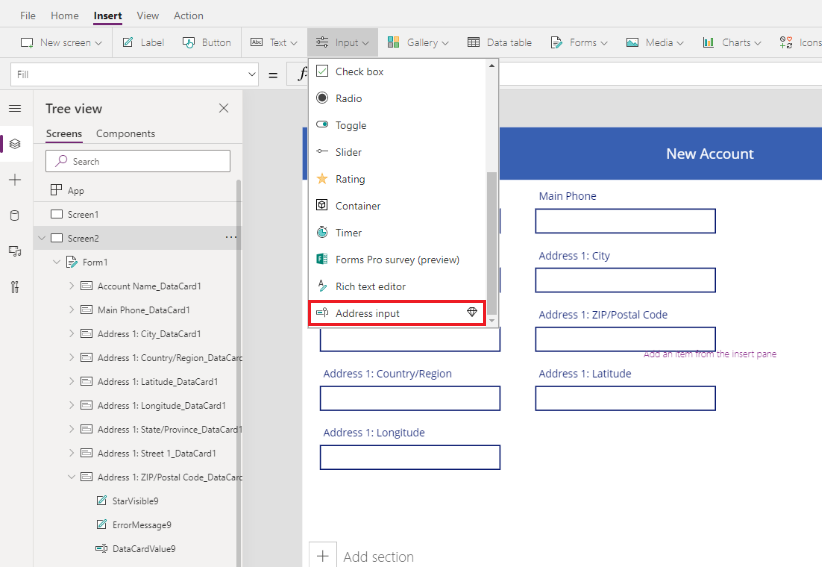 File Home Insert View Action
New screen Label Button Text Input Gallery Data table Forms Media Charts Icons
Fill = f
Tree view
Screens Components
Search
App
Screen1
Screen2 ...
Form1
Account Name_DataCard1
Main Phone_DataCard1
Address 1: City_DataCard1
Address 1: Country/Region_DataCard
Address 1: Latitude_DataCard1
Address 1: Longitude_DataCard1
Address 1: State/Province_DataCard1
Address 1: Street 1_DataCard1
Address 1: ZIP/Postal Code_DataCard
StarVisible9
ErrorMessage9
DataCardValue9
Check box
Radio
Toggle
Slider
Rating
Container
Timer
Forms Pro survey (preview)
Rich text editor
Address input
New Account
Main Phone
Address 1: City
Address 1: ZIP/Postal Code
Add an item from the insert pane
Address 1: Country/Region Address 1: Latitude
Address 1: Longitude
Add section